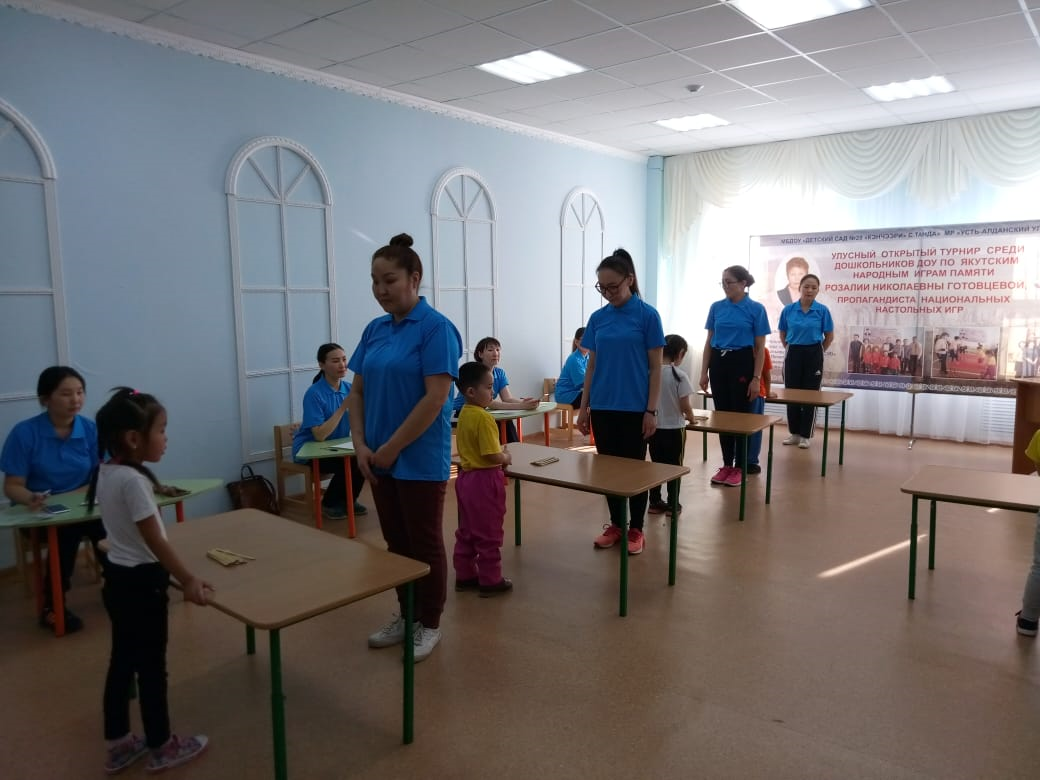 МБДОУ «ДЕТСКИЙ САД №20 «КЭНЧЭЭРИ» С.ТАНДА» МР «УСТЬ-АЛДАНСКИЙ УЛ
УЛУСНЫЙ ОТКРЫТЫЙ ТУРНИР СРЕДИ
ДОШКОЛЬНИКОВ ДОУ ПО ЯКУТСКИМ
НАРОДНЫМ ИГРАМ ПАМЯТИ
РОЗАЛИИ НИКОЛАЕВНЫ ГОТОВЦЕВОЙ,
ПРОПАГАНДИСТА НАЦИОНАЛЬНЫХ
НАСТОЛЬНЫХ ИГР